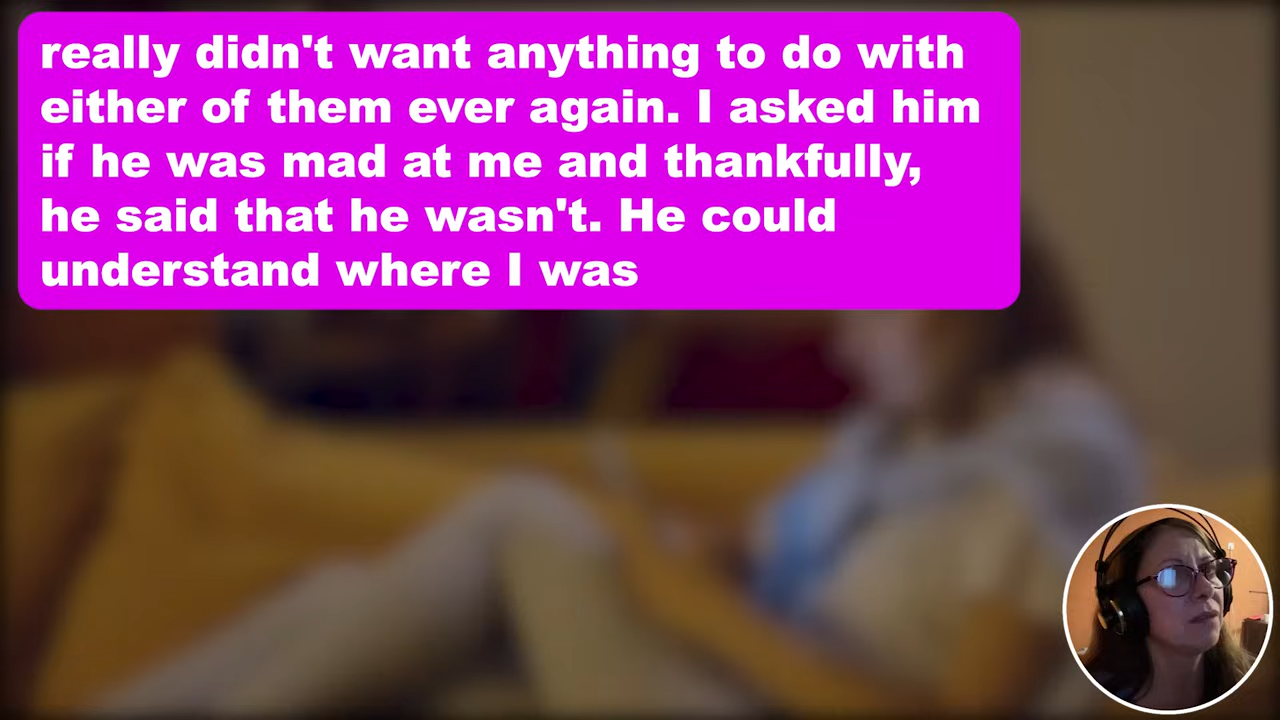 really didn't want anything to do with
either of them ever again. I asked him
if he was mad at me and thankfully,
he said that he wasn't. He could
understand where I was